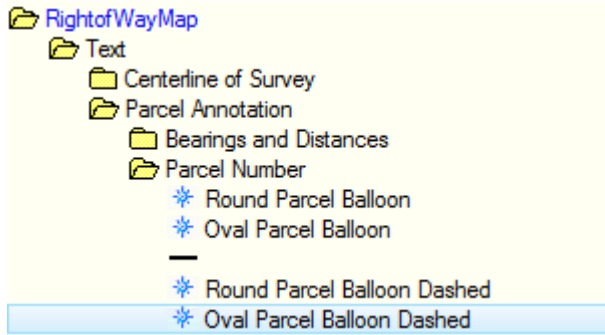 RightofWayMap
Text
Centerline of Survey
Parcel Annotation
Bearings and Distances
Parcel Number
Round Parcel Balloon
Oval Parcel Balloon
Round Parcel Balloon Dashed
Oval Parcel Balloon Dashed